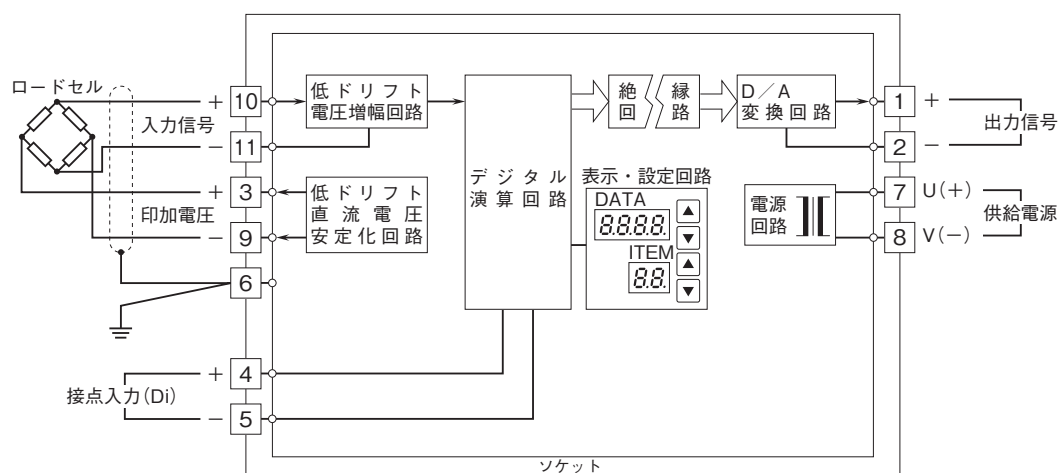 ロードセル
入力信号
+ 10
− 11
印加電圧
+ 3
− 9
6
接点入力(Di)
+ 4
− 5
低ドリフト
電圧増幅回路
低ドリフト
直流電圧
安定化回路
デジタル
演算回路
絶縁
回路
D/A
変換回路
表示・設定回路
DATA
8.8.8.8.
▲
▼
ITEM
8.8.
▲
▼
電源
回路
1 +
2 −
出力信号
7 U(+)
8 V(−)
供給電源
ソケット